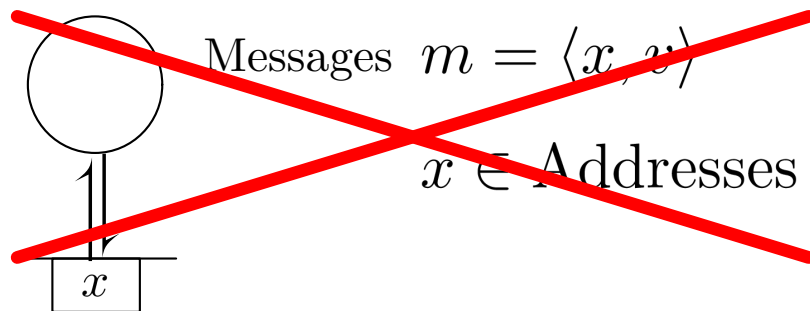 Messages m = ⟨x, v⟩
x ∈ Addresses
x